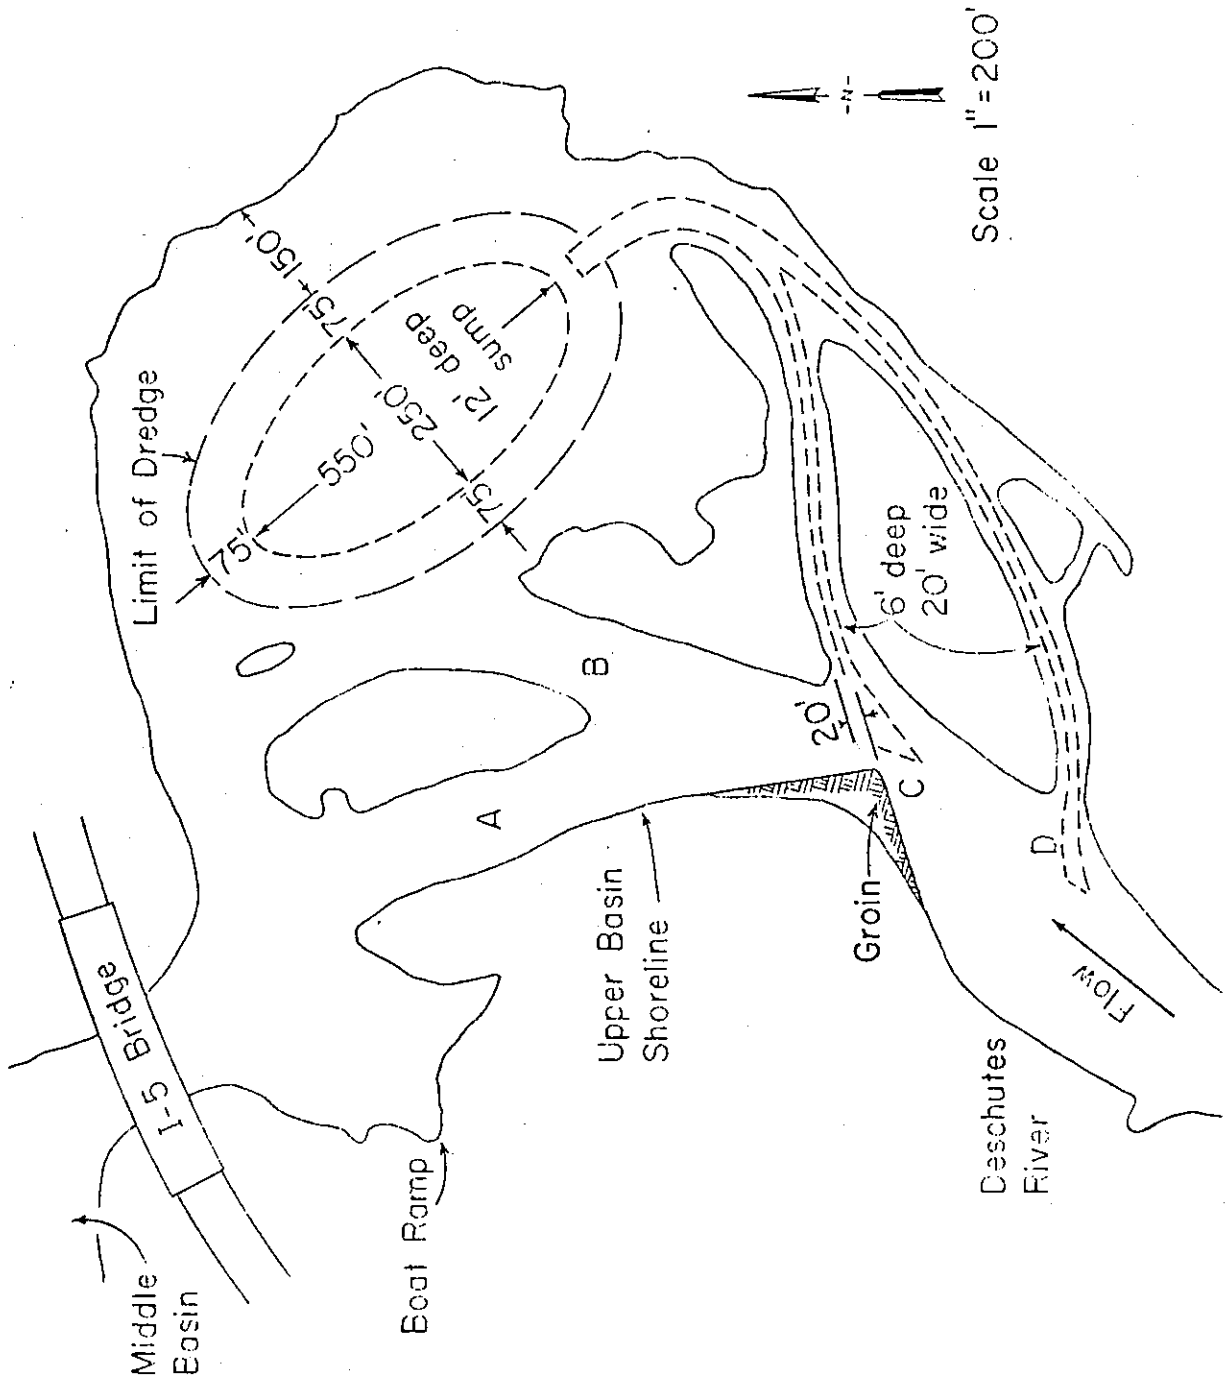 Middle
Basin
I-5 Bridge
Boat Ramp
Limit of Dredge
75'
550'
75'
250'
75'
150'
12' deep
sump
A
B
Upper Basin
Shoreline
Groin
20'
C
D
6' deep
20' wide
Flow
Deschutes
River
-N-
Scale 1"=200'